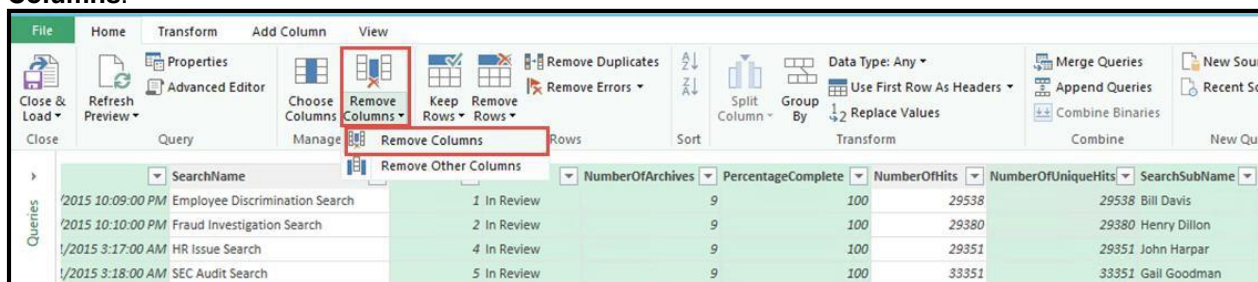 Columns.
File Home Transform Add Column View
Close & Load Refresh Preview Properties Advanced Editor Choose Columns Remove Columns Keep Rows Remove Rows Remove Duplicates Remove Errors Split Column Group By Data Type: Any Use First Row As Headers Replace Values Merge Queries Append Queries Combine Binaries New Sour Recent So
Close Query Manage Rows Sort Transform Combine New Qu
Remove Columns
Remove Other Columns
SearchName NumberOfArchives PercentageComplete NumberOfHits NumberOfUniqueHits SearchSubName
Queries
/2015 10:09:00 PM Employee Discrimination Search 1 In Review 9 100 29538 29538 Bill Davis
/2015 10:10:00 PM Fraud Investigation Search 2 In Review 9 100 29380 29380 Henry Dillon
1/2015 3:17:00 AM HR Issue Search 4 In Review 9 100 29351 29351 John Harpar
1/2015 3:18:00 AM SEC Audit Search 5 In Review 9 100 33351 33351 Gail Goodman